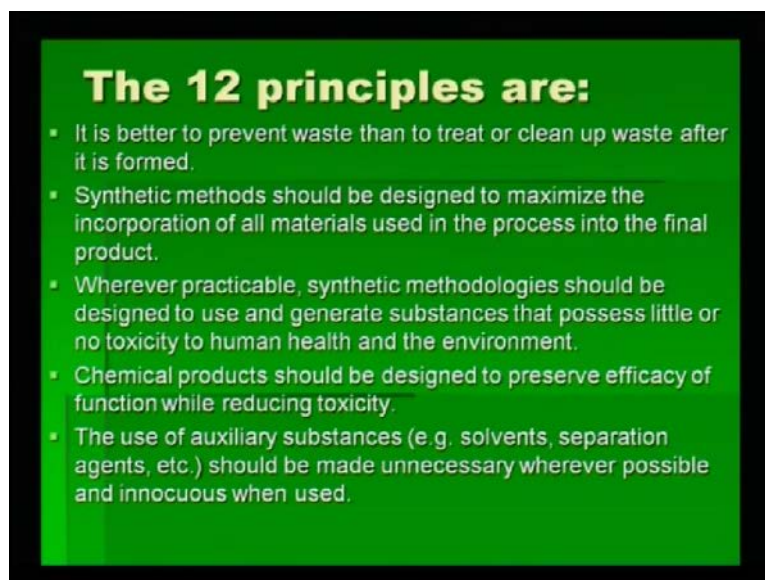 The 12 principles are:
▪ It is better to prevent waste than to treat or clean up waste after
it is formed.
▪ Synthetic methods should be designed to maximize the
incorporation of all materials used in the process into the final
product.
▪ Wherever practicable, synthetic methodologies should be
designed to use and generate substances that possess little or
no toxicity to human health and the environment.
▪ Chemical products should be designed to preserve efficacy of
function while reducing toxicity.
▪ The use of auxiliary substances (e.g. solvents, separation
agents, etc.) should be made unnecessary wherever possible
and innocuous when used.